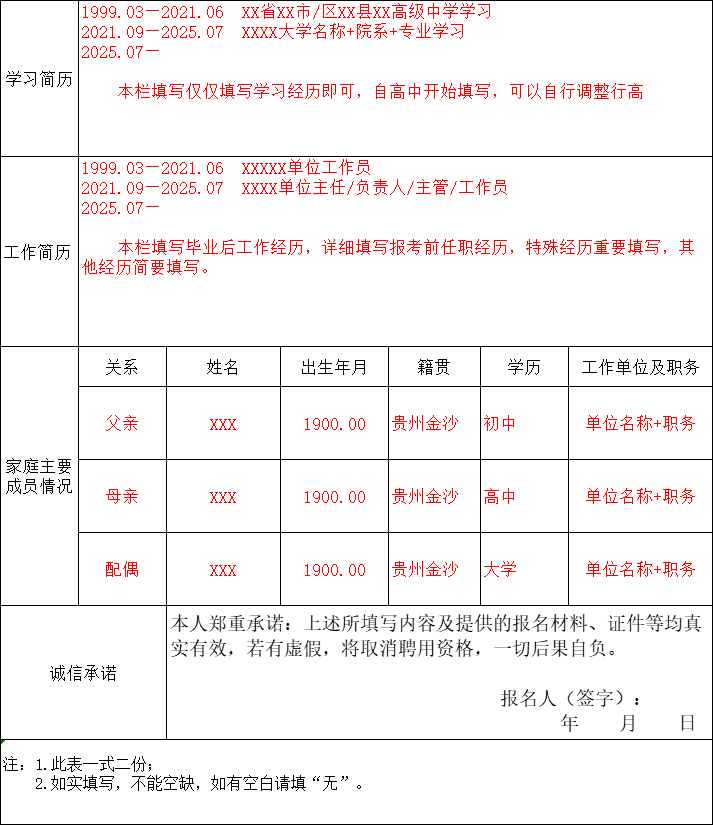 学习简历
1999.03—2021.06  XX省XX市/区XX县XX高级中学学习
2021.09—2025.07  XXXX大学名称+院系+专业学习
2025.07—
本栏填写仅仅填写学习经历即可，自高中开始填写，可以自行调整行高
工作简历
1999.03—2021.06  XXXXX单位工作员
2021.09—2025.07  XXXX单位主任/负责人/主管/工作员
2025.07—
本栏填写毕业后工作经历，详细填写报考前任职经历，特殊经历重要填写，其
他经历简要填写。
家庭主要
成员情况
关系 姓名 出生年月 籍贯 学历 工作单位及职务
父亲 XXX 1900.00 贵州金沙 初中 单位名称+职务
母亲 XXX 1900.00 贵州金沙 高中 单位名称+职务
配偶 XXX 1900.00 贵州金沙 大学 单位名称+职务
诚信承诺
本人郑重承诺：上述所填写内容及提供的报名材料、证件等均真
实有效，若有虚假，将取消聘用资格，一切后果自负。
报名人（签字）：
年 月 日
注：1.此表一式二份；
2.如实填写，不能空缺，如有空白请填“无”。